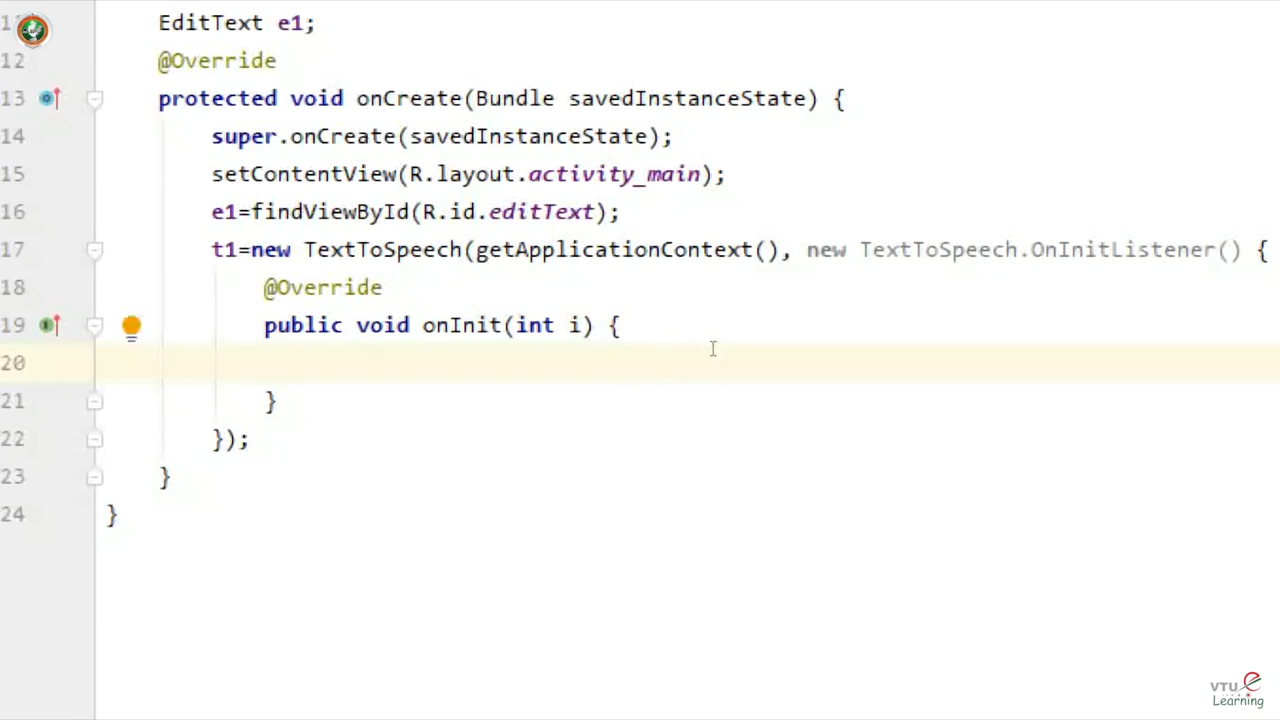 11 EditText e1;
12 @Override
13 protected void onCreate(Bundle savedInstanceState) {
14 super.onCreate(savedInstanceState);
15 setContentView(R.layout.activity_main);
16 e1=findViewById(R.id.editText);
17 t1=new TextToSpeech(getApplicationContext(), new TextToSpeech.OnInitListener() {
18 @Override
19 public void onInit(int i) {
20
21 }
22 });
23 }
24 }
VTU e
Learning